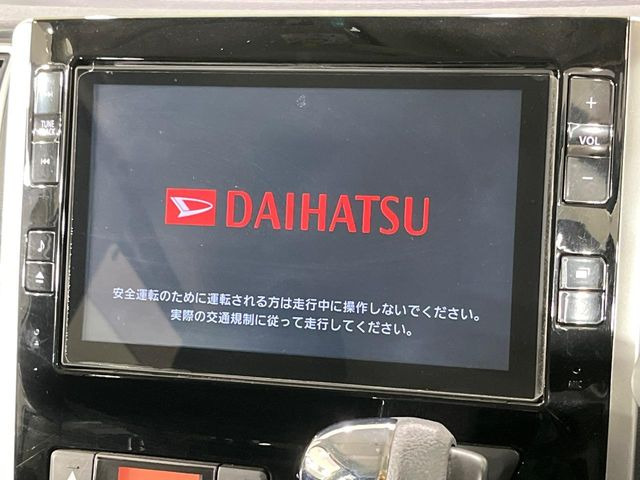 TUNE
TRACK
VOL
DAIHATSU
安全運転のために運転される方は走行中に操作しないでください。
実際の交通規制に従って走行してください。
MIC